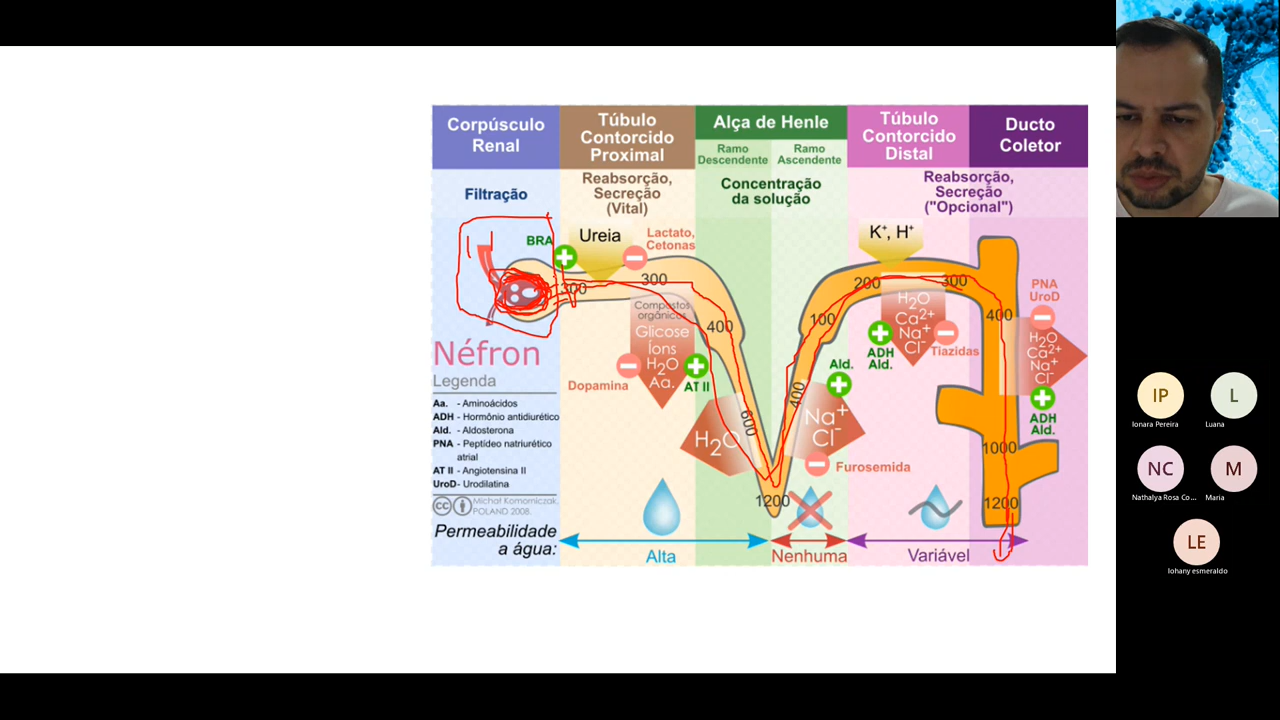 Corpúsculo
Renal
Túbulo
Contorcido
Proximal
Alça de Henle
Ramo
Descendente
Ramo
Ascendente
Túbulo
Contorcido
Distal
Ducto
Coletor
Filtração
Reabsorção,
Secreção
(Vital)
Concentração
da solução
Reabsorção,
Secreção
("Opcional")
BRA
Ureia
Lactato,
Cetonas
K+, H+
300
300
200
300
PNA
UroD
Compostos
orgânicos
Glicose
Íons
H2O
Aa.
Dopamina
AT II
400
100
H2O
Ca2+
Na+
Cl-
ADH
Ald.
Tiazidas
400
H2O
Ca2+
Na+
Cl-
ADH
Ald.
Néfron
Legenda
Aa. - Aminoácidos
ADH - Hormônio antidiurético
Ald. - Aldosterona
PNA - Peptídeo natriurético
atrial
AT II - Angiotensina II
UroD - Urodilatina
cc
Michał Komorniczak,
POLAND 2008.
H2O
600
400
Ald.
Na+
Cl-
Furosemida
1200
1000
1200
Permeabilidade
a água:
Alta
Nenhuma
Variável
IP
Ionara Pereira
L
Luana
NC
Nathalya Rosa Co...
M
Maria
LE
Iohany esmeraldo